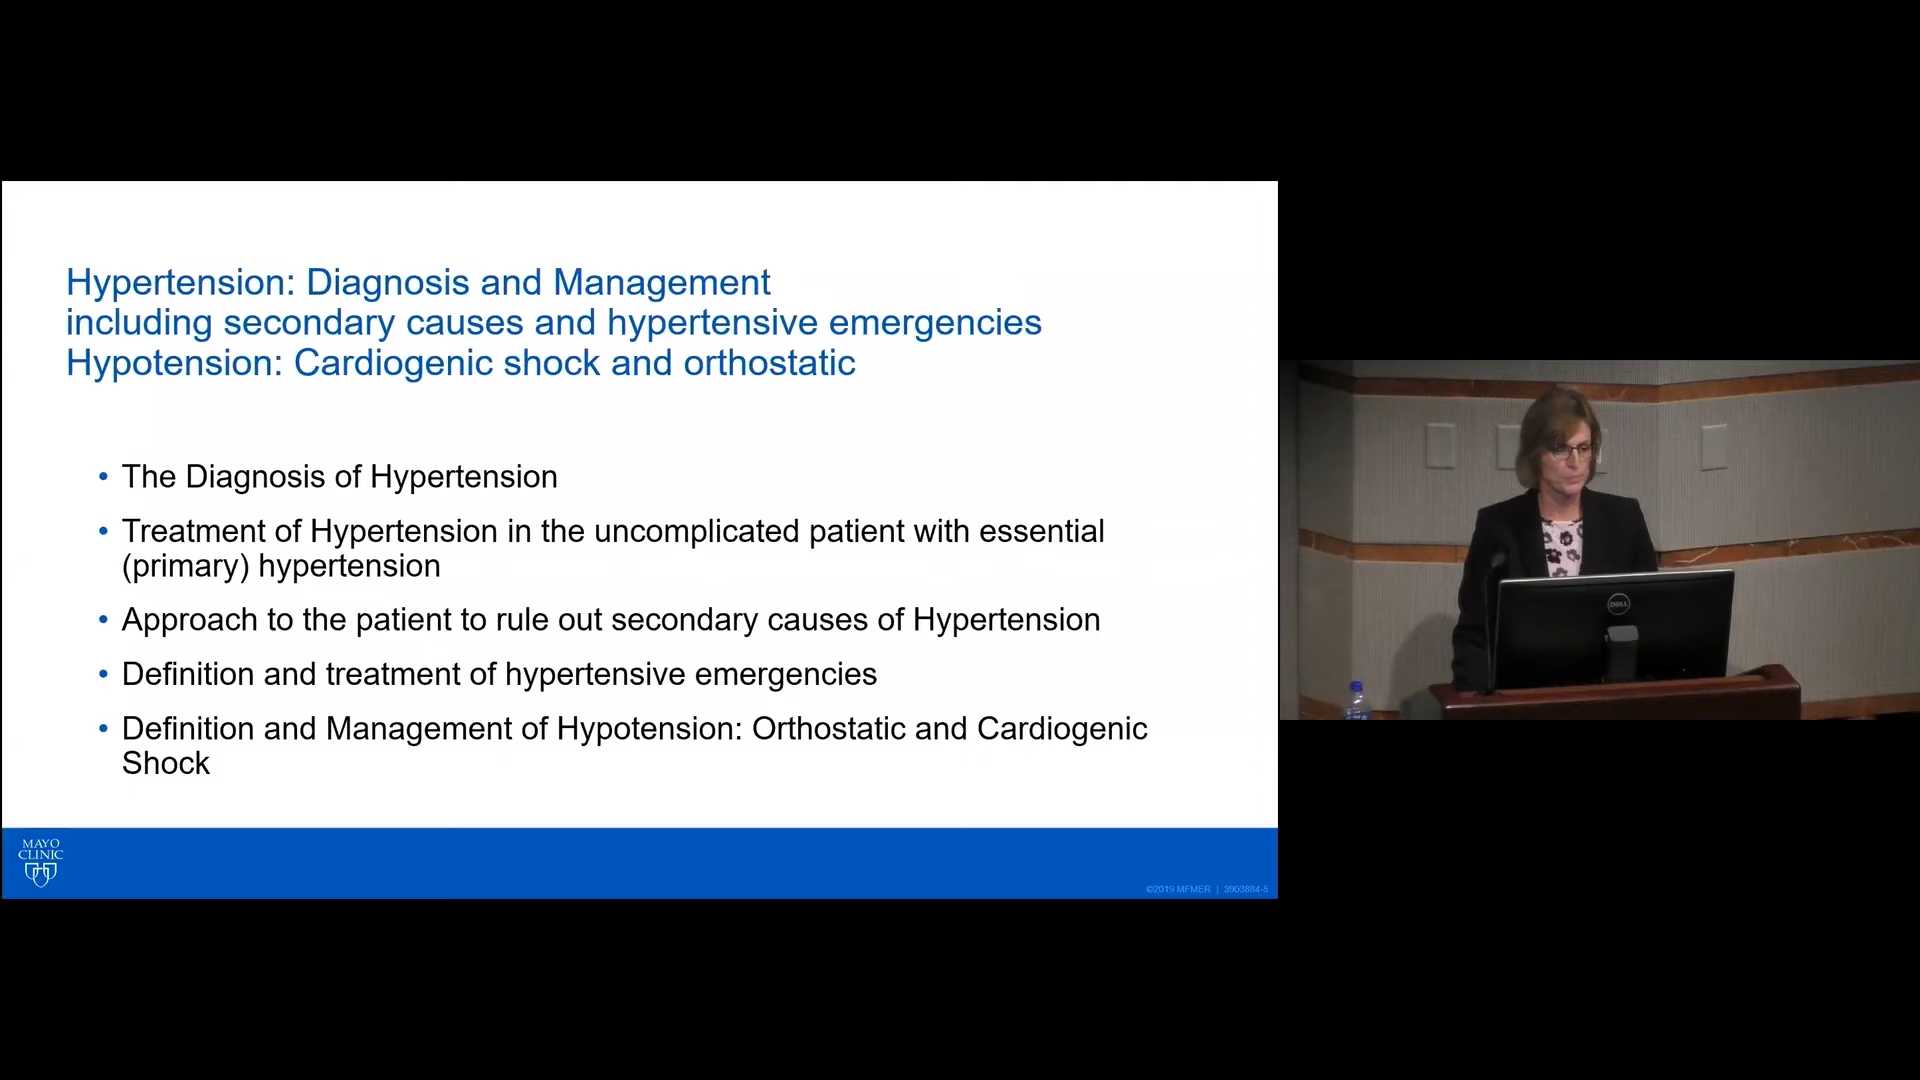 Hypertension: Diagnosis and Management
including secondary causes and hypertensive emergencies
Hypotension: Cardiogenic shock and orthostatic
• The Diagnosis of Hypertension
• Treatment of Hypertension in the uncomplicated patient with essential
(primary) hypertension
• Approach to the patient to rule out secondary causes of Hypertension
• Definition and treatment of hypertensive emergencies
• Definition and Management of Hypotension: Orthostatic and Cardiogenic
Shock
MAYO
CLINIC
©2019 MFMER | 3903884-5
DELL